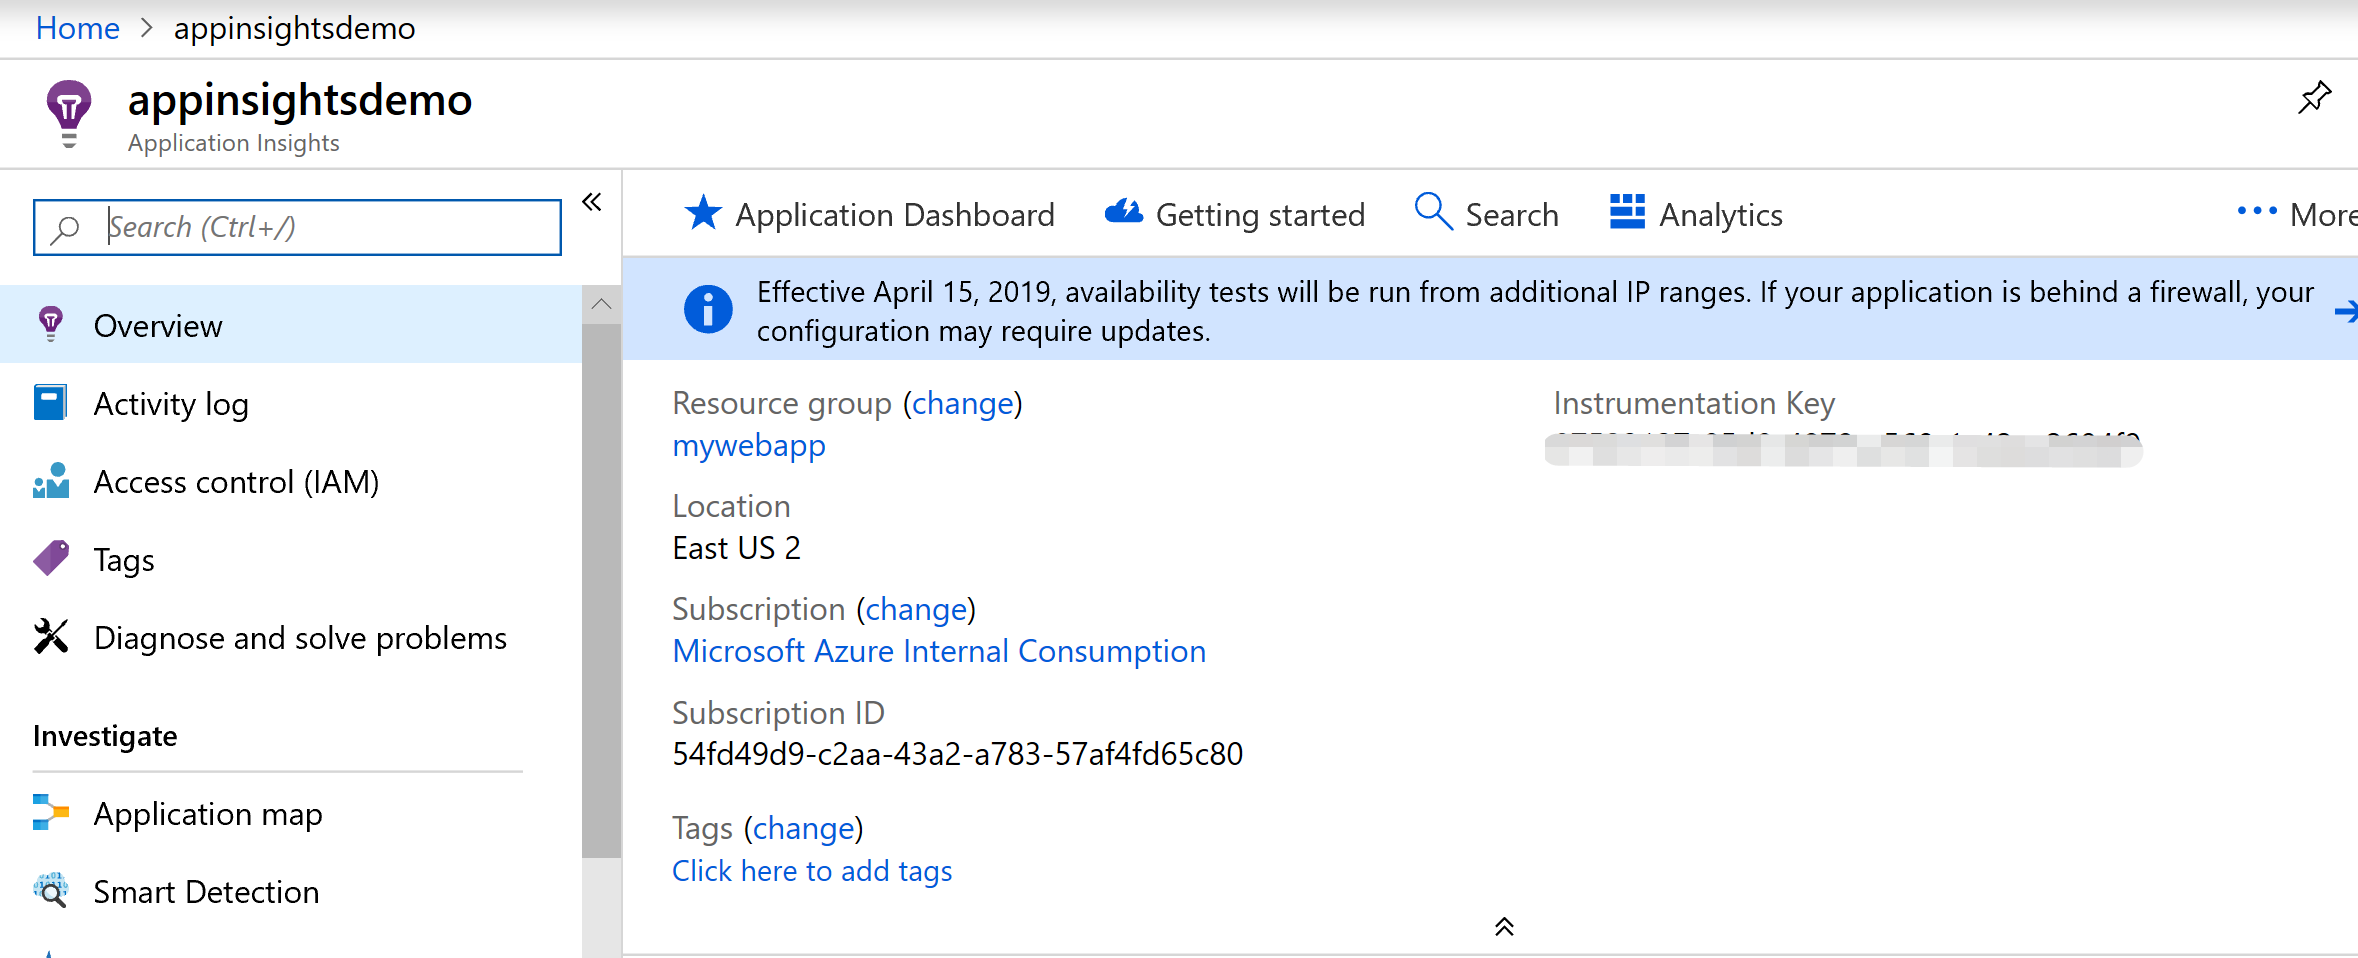 Home > appinsightsdemo
appinsightsdemo
Application Insights
Search (Ctrl+/)
Overview
Activity log
Access control (IAM)
Tags
Diagnose and solve problems
Investigate
Application map
Smart Detection
Application Dashboard
Getting started
Search
Analytics
More
Effective April 15, 2019, availability tests will be run from additional IP ranges. If your application is behind a firewall, your
configuration may require updates.
Resource group (change)
mywebapp
Location
East US 2
Subscription (change)
Microsoft Azure Internal Consumption
Subscription ID
54fd49d9-c2aa-43a2-a783-57af4fd65c80
Tags (change)
Click here to add tags
Instrumentation Key